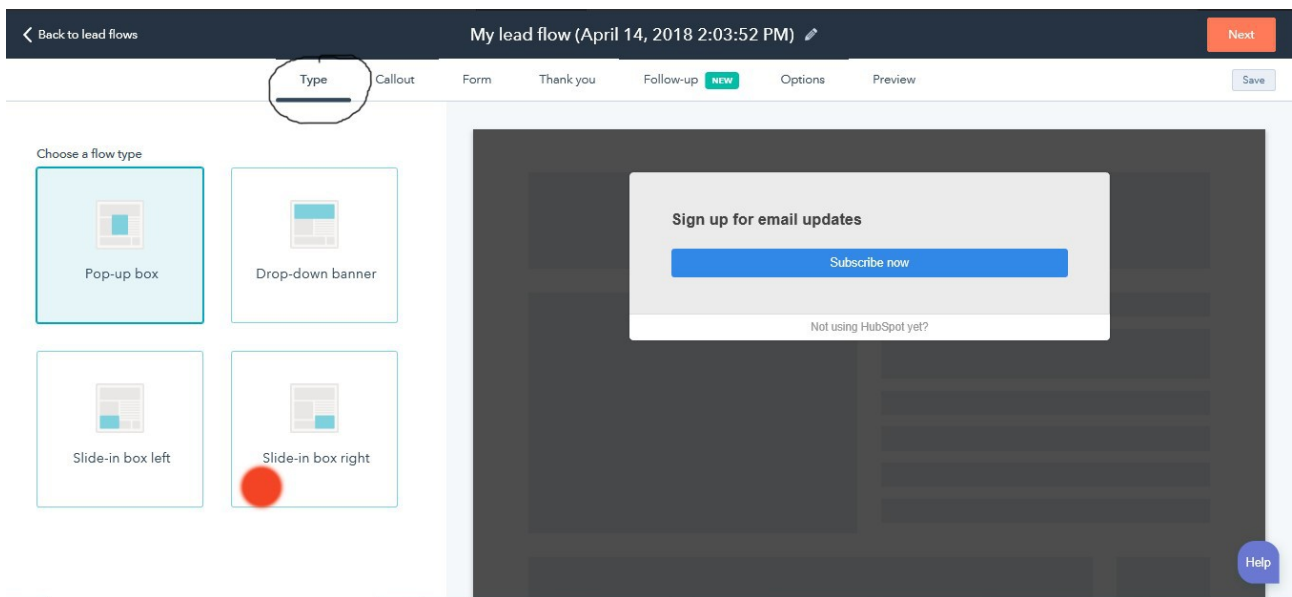 Back to lead flows
My lead flow (April 14, 2018 2:03:52 PM)
Next
Type
Callout
Form
Thank you
Follow-up NEW
Options
Preview
Save
Choose a flow type
Pop-up box
Drop-down banner
Slide-in box left
Slide-in box right
Sign up for email updates
Subscribe now
Not using HubSpot yet?
Help